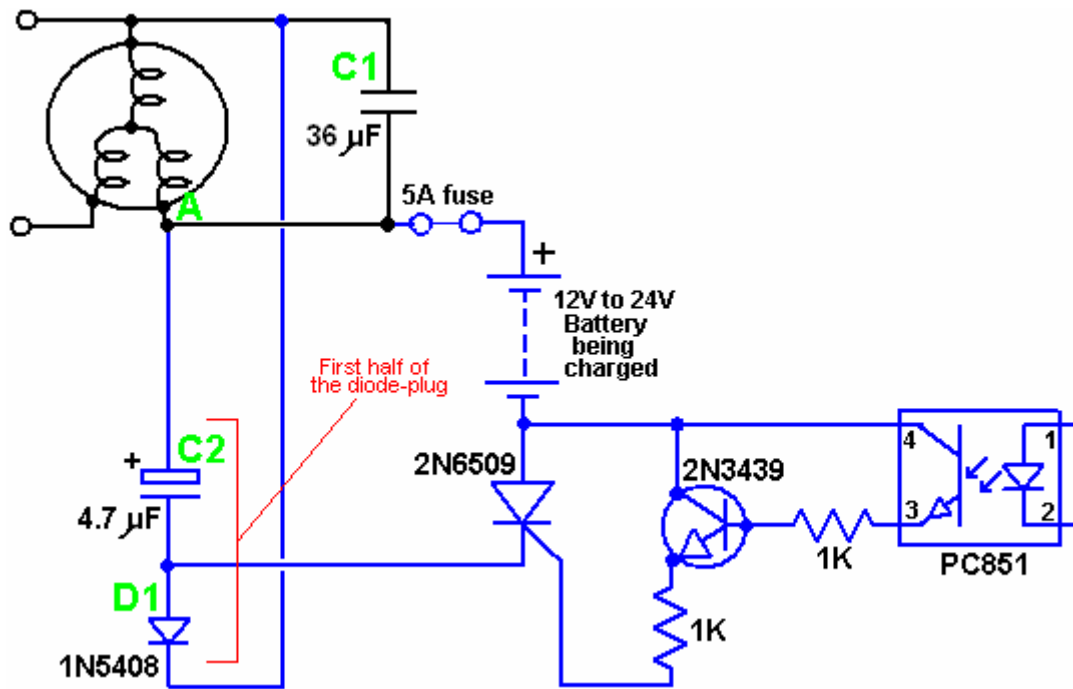 C1
36 µF
A
5A fuse
+
12V to 24V
Battery
being
charged
First half of
the diode-plug
C2
+
4.7 µF
2N6509
2N3439
4
1
3
2
1K
PC851
D1
1K
1N5408